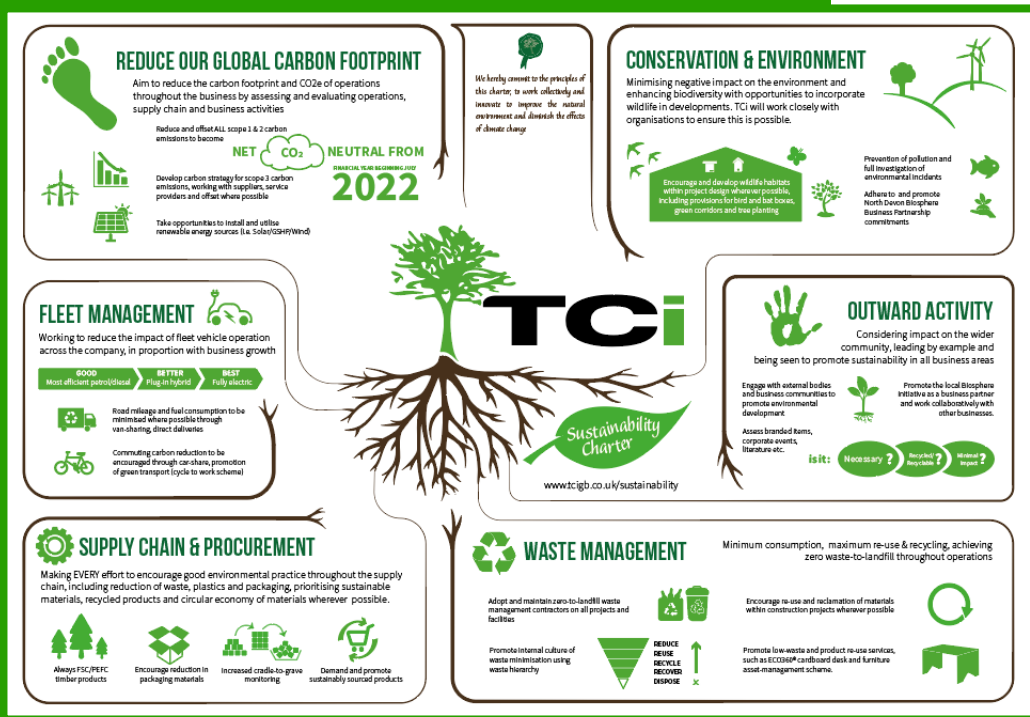 REDUCE OUR GLOBAL CARBON FOOTPRINT
Aim to reduce the carbon footprint and CO2e of operations
throughout the business by assessing and evaluating operations,
supply chain and business activities
Reduce and offset ALL scope 1 & 2 carbon
emissions to become
NET CO₂ NEUTRAL FROM
FINANCIAL YEAR BEGINNING JULY
2022
Develop carbon strategy for scope 3 carbon
emissions, working with suppliers, service
providers and offset where possible
Take opportunities to install and utilise
renewable energy sources (i.e. Solar/GSHP/Wind)
We hereby commit to the principles of
this charter, to work collectively and
innovate to improve the natural
environment and diminish the effects
of climate change
CONSERVATION & ENVIRONMENT
Minimising negative impact on the environment and
enhancing biodiversity with opportunities to incorporate
wildlife in developments. TCi will work closely with
organisations to ensure this is possible.
Encourage and develop wildlife habitats
within project design wherever possible,
including provisions for bird and bat boxes,
green corridors and tree planting
Prevention of pollution and
full investigation of
environmental incidents
Adhere to and promote
North Devon Biosphere
Business Partnership
commitments
FLEET MANAGEMENT
Working to reduce the impact of fleet vehicle operation
across the company, in proportion with business growth
GOOD
Most efficient petrol/diesel
BETTER
Plug-in hybrid
BEST
Fully electric
Road mileage and fuel consumption to be
minimised where possible through
van-sharing, direct deliveries
Commuting carbon reduction to be
encouraged through car-share, promotion
of green transport (cycle to work scheme)
TCi
Sustainability
Charter
www.tcigb.co.uk/sustainability
OUTWARD ACTIVITY
Considering impact on the wider
community, leading by example and
being seen to promote sustainability in all business areas
Engage with external bodies
and business communities to
promote environmental
development
Promote the local Biosphere
Initiative as a business partner
and work collaboratively with
other businesses.
Assess branded items,
corporate events,
literature etc.
is it:
Necessary ?
Recycled/
Recyclable ?
Minimal
Impact ?
SUPPLY CHAIN & PROCUREMENT
Making EVERY effort to encourage good environmental practice throughout the supply
chain, including reduction of waste, plastics and packaging, prioritising sustainable
materials, recycled products and circular economy of materials wherever possible.
Always FSC/PEFC
timber products
Encourage reduction in
packaging materials
Increased cradle-to-grave
monitoring
Demand and promote
sustainably sourced products
WASTE MANAGEMENT
Minimum consumption, maximum re-use & recycling, achieving
zero waste-to-landfill throughout operations
Adopt and maintain zero-to-landfill waste
management contractors on all projects and
facilities
Encourage re-use and reclamation of materials
within construction projects wherever possible
Promote internal culture of
waste minimisation using
waste hierarchy
REDUCE
REUSE
RECYCLE
RECOVER
DISPOSE
Promote low-waste and product re-use services,
such as ECO360® cardboard desk and furniture
asset-management scheme.